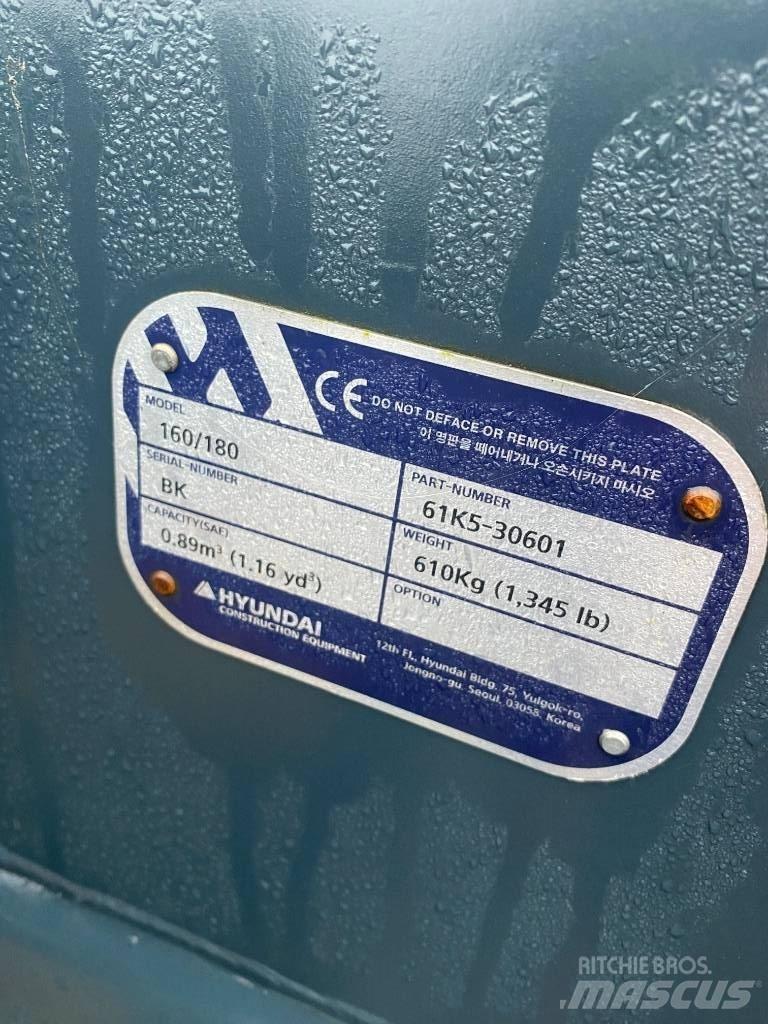 CE DO NOT DEFACE OR REMOVE THIS PLATE
이 명판을 떼어내거나 오손시키지 마시오
MODEL
160/180
PART-NUMBER
61K5-30601
SERIAL-NUMBER
BK
WEIGHT
610Kg (1,345 lb)
CAPACITY(SAE)
0.89m³ (1.16 yd³)
OPTION
HYUNDAI
CONSTRUCTION EQUIPMENT
12th Fl., Hyundai Bldg. 75, Yulgok-ro,
Jongno-gu, Seoul, 03058, Korea
RITCHIE BROS.
MASCUS